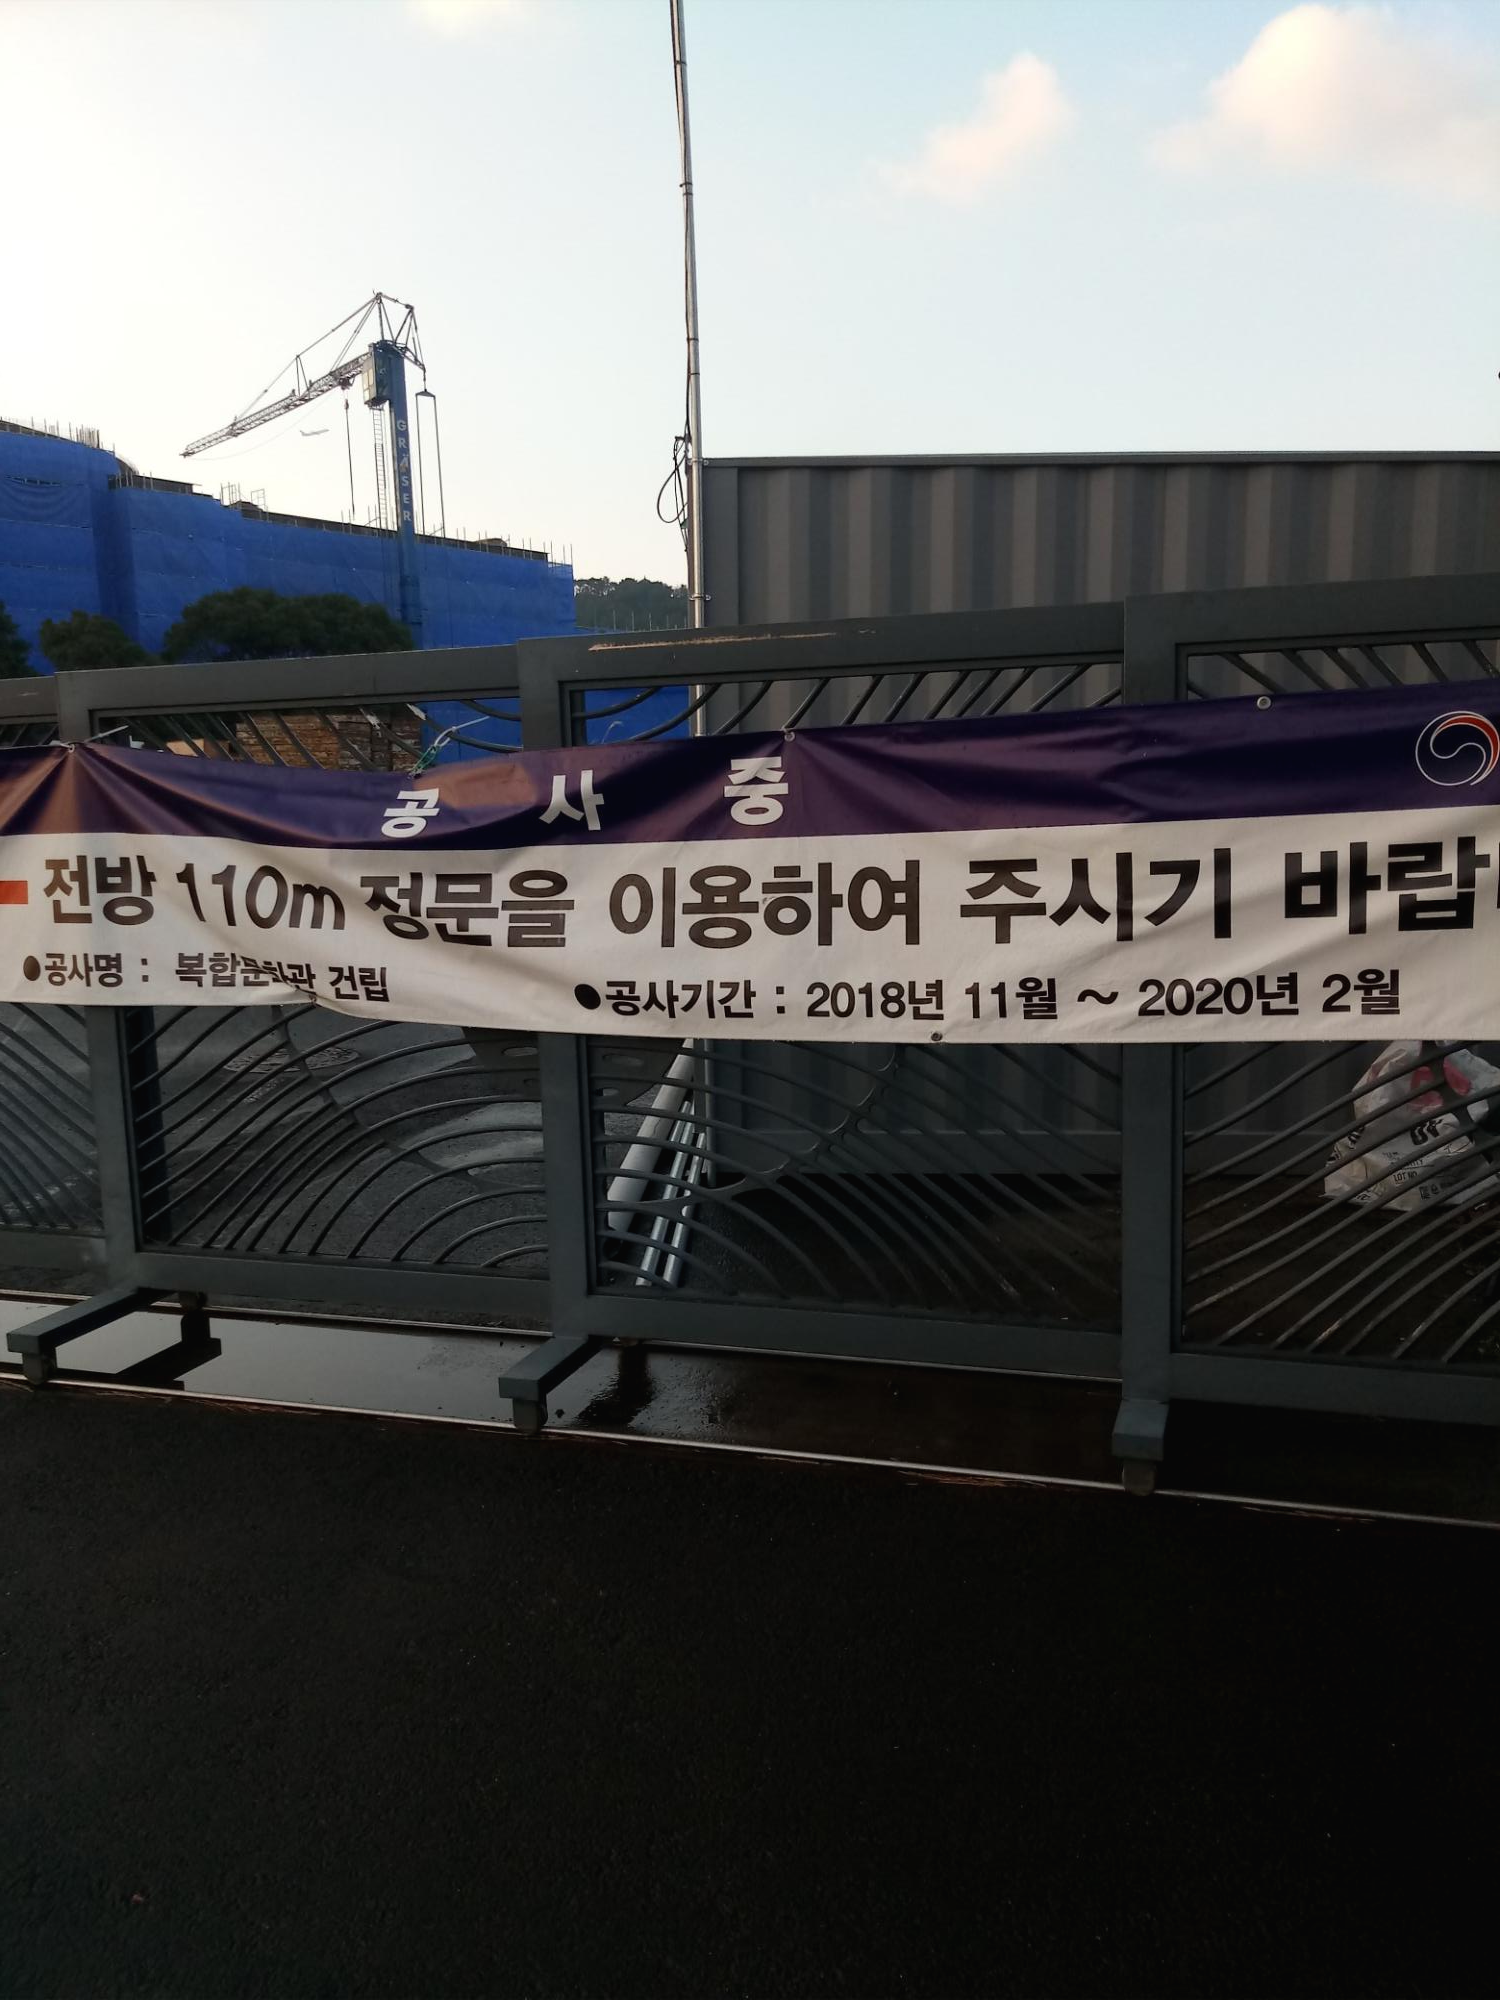 GRÄSER
공 사 중
전방 110m 정문을 이용하여 주시기 바랍
●공사명 : 복합문화관 건립
●공사기간 : 2018년 11월 ~ 2020년 2월